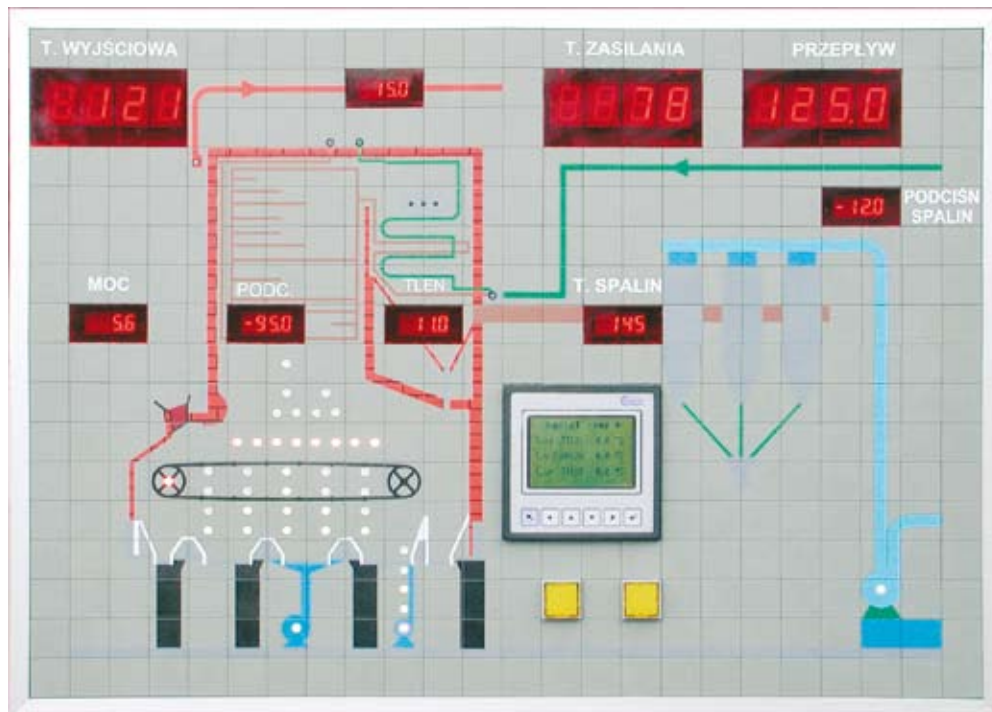 T. WYJŚCIOWA
T. ZASILANIA
PRZEPŁYW
121
15.0
78
125.0
-12.0
PODCIŚN
SPALIN
MOC
PODC.
TLEN
T. SPALIN
5.6
-95.0
11.0
145